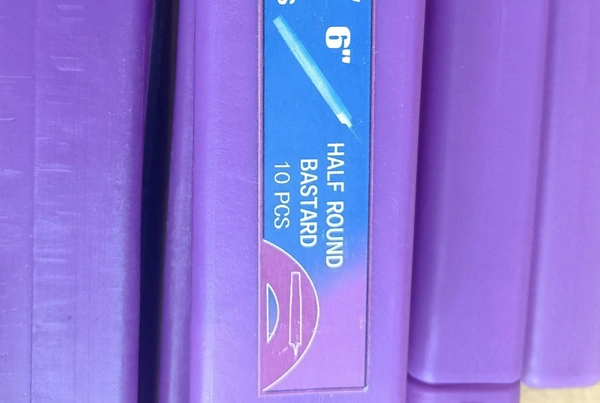 6"
HALF ROUND
BASTARD
10 PCS